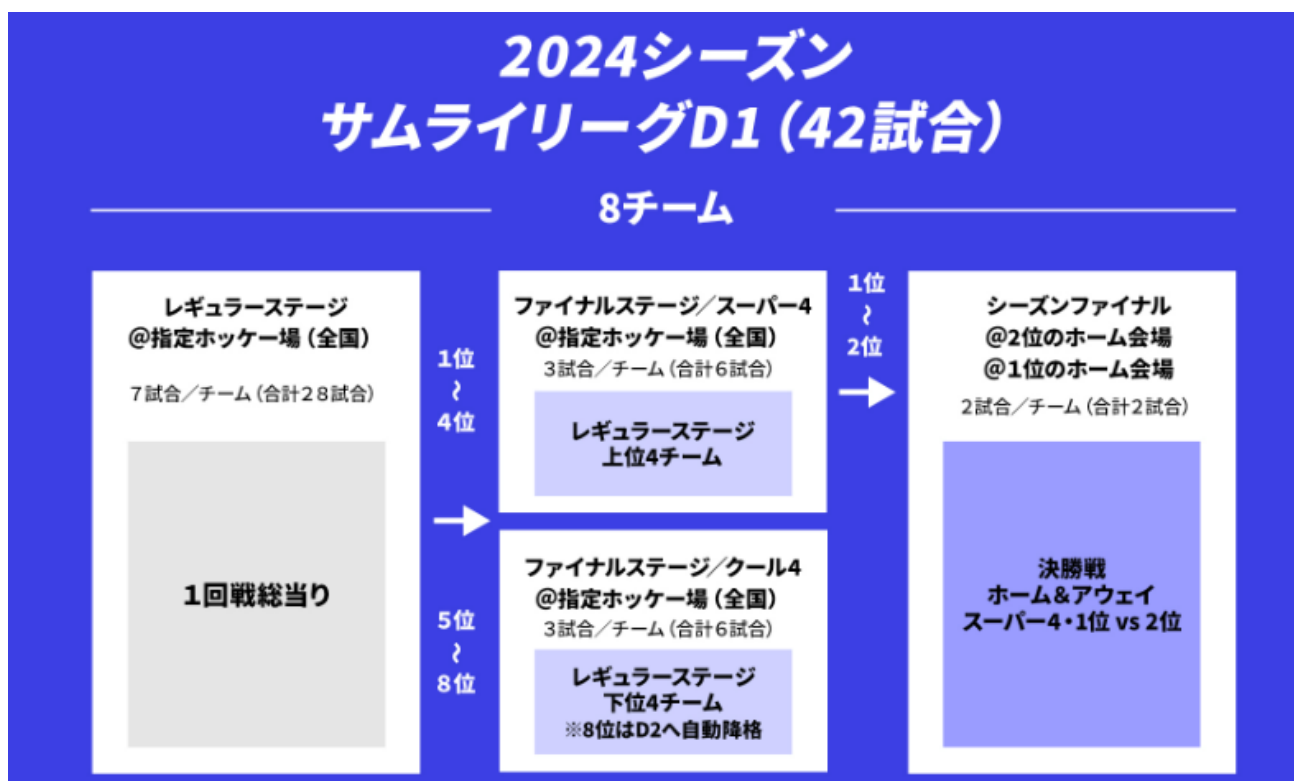 2024シーズン
サムライリーグD1（42試合）
8チーム
レギュラーステージ
@指定ホッケー場（全国）
7試合／チーム（合計28試合）
1回戦総当り
1位
～
4位
5位
～
8位
ファイナルステージ／スーパー4
@指定ホッケー場（全国）
3試合／チーム（合計6試合）
レギュラーステージ
上位4チーム
ファイナルステージ／クール4
@指定ホッケー場（全国）
3試合／チーム（合計6試合）
レギュラーステージ
下位4チーム
※8位はD2へ自動降格
1位
～
2位
シーズンファイナル
@2位のホーム会場
@1位のホーム会場
2試合／チーム（合計2試合）
決勝戦
ホーム＆アウェイ
スーパー4・1位 vs 2位